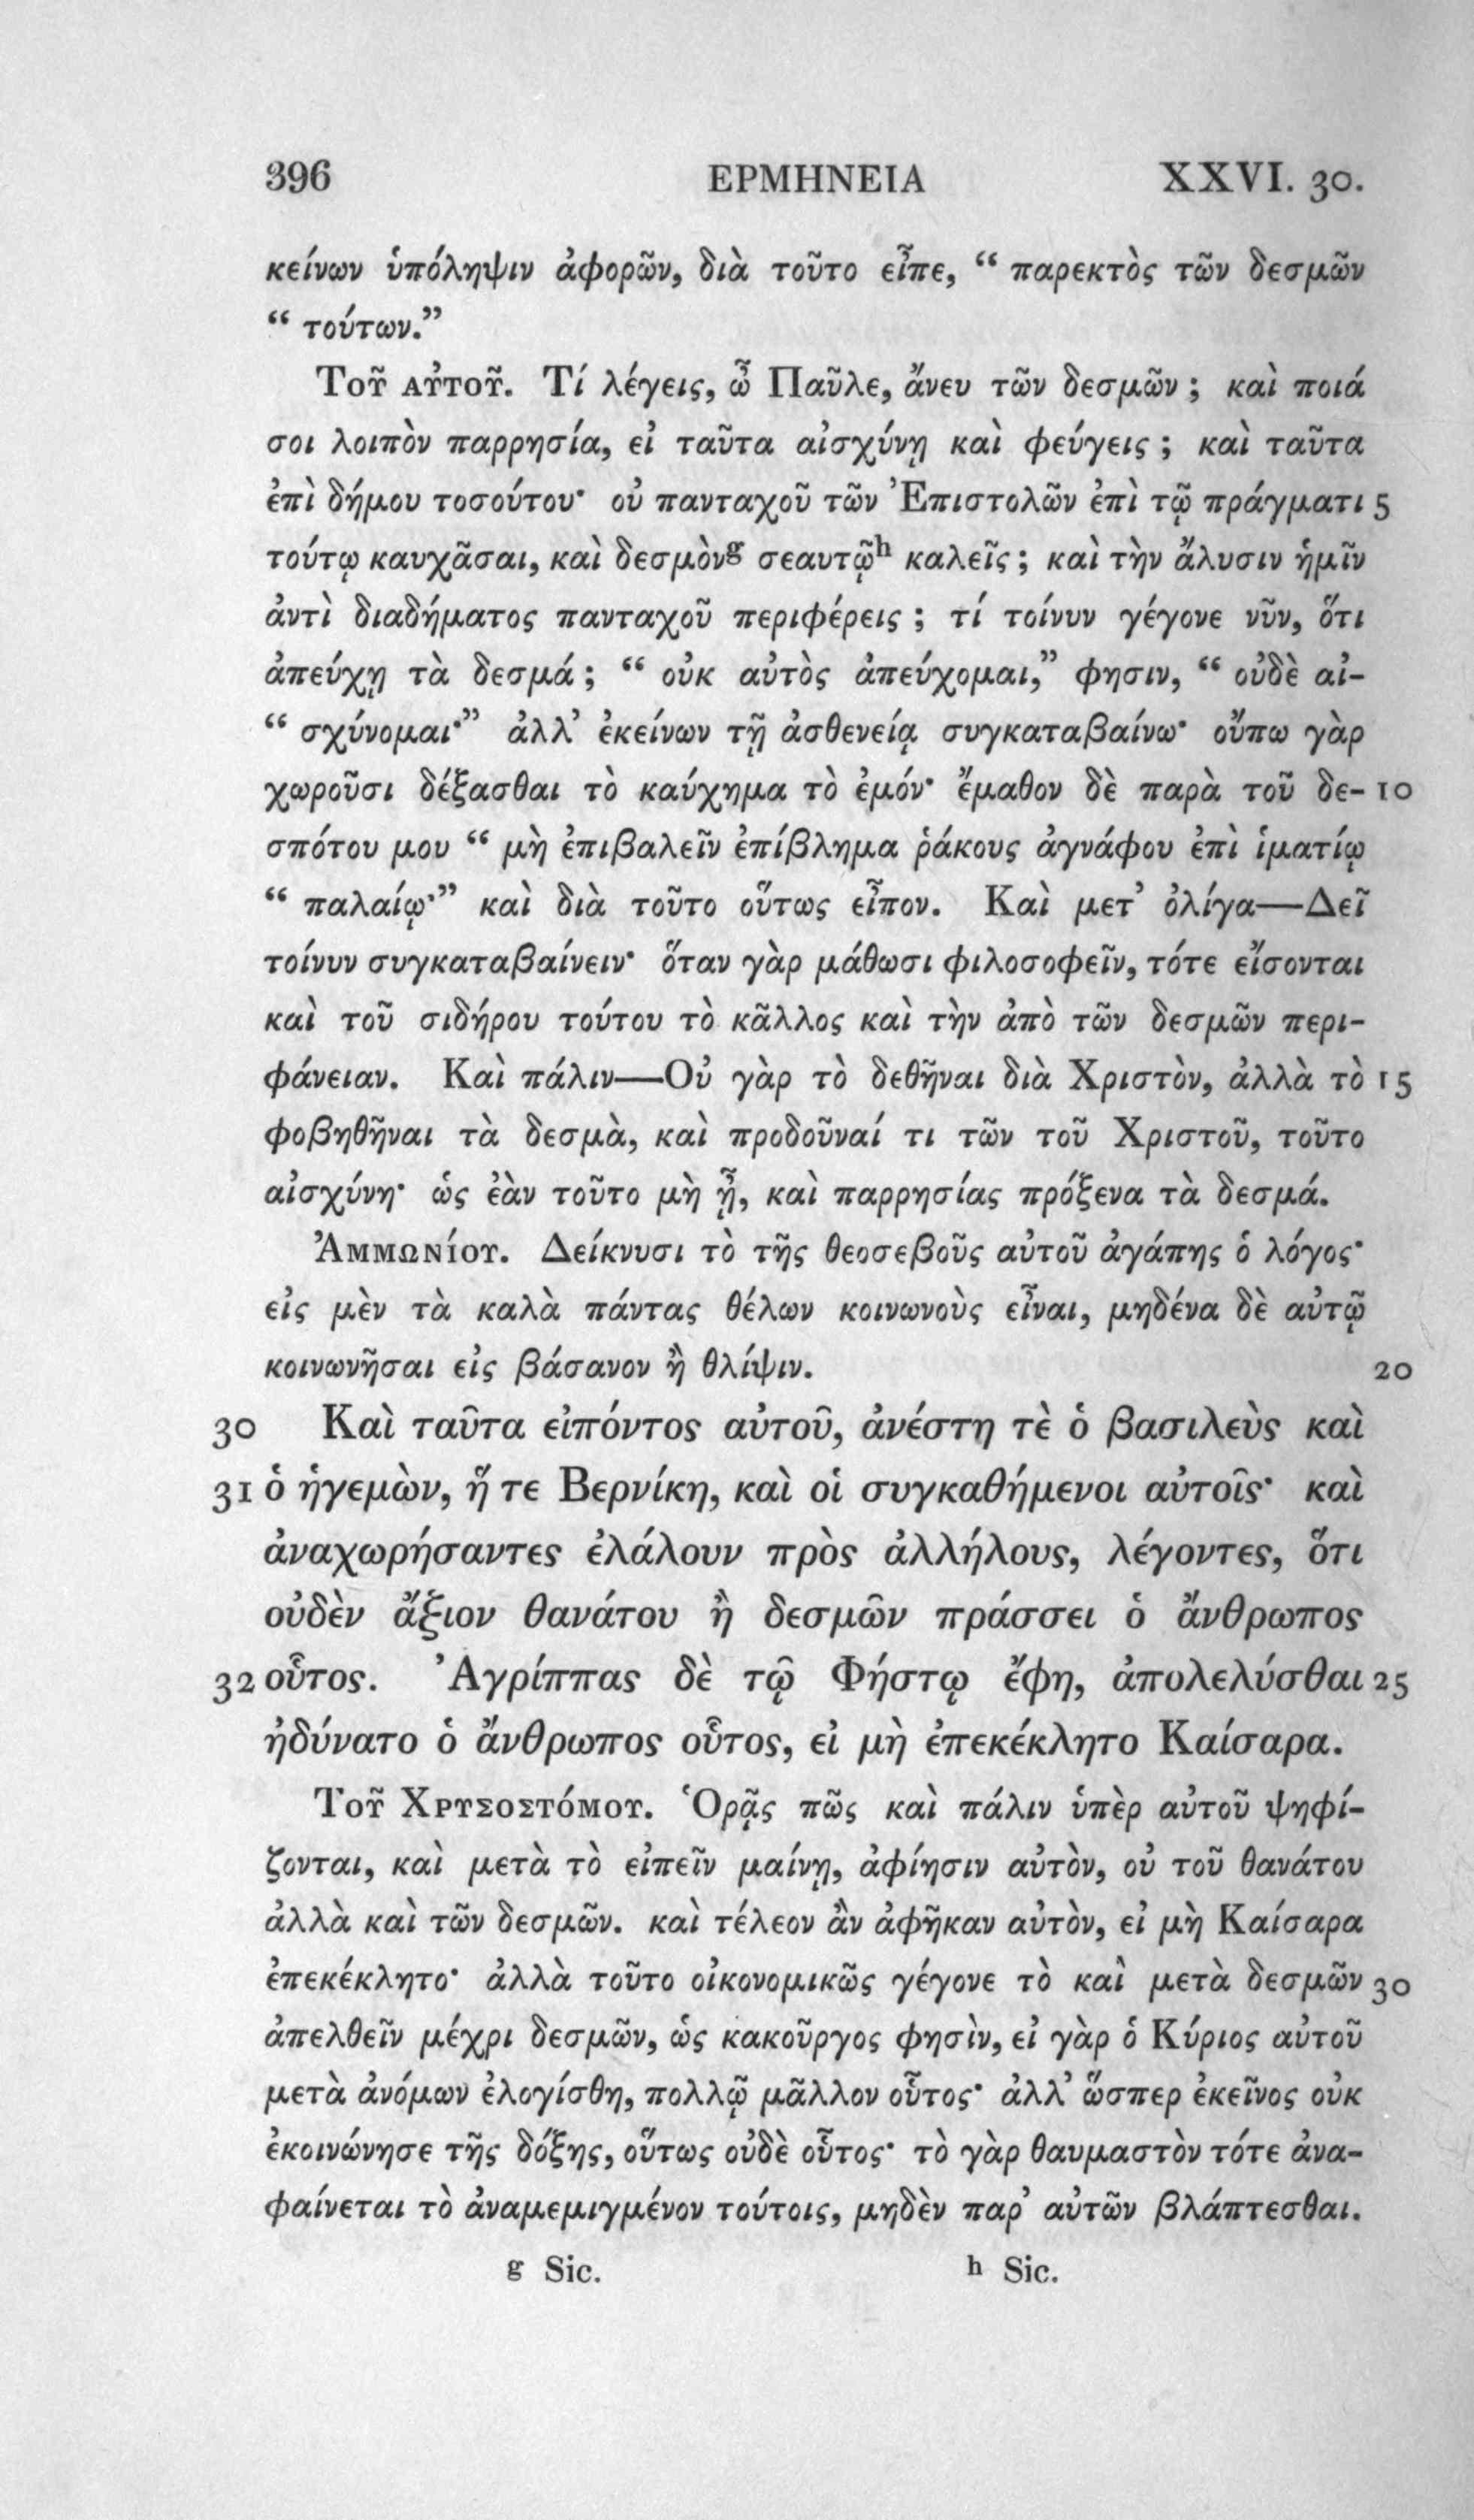 396 ΕΡΜΗΝΕΙΑ XXVI. 30.
κείνων ὑπόληψιν ἀφορῶν, διὰ τοῦτο εἶπε, “ παρεκτὸς τῶν δεσμῶν
“ τούτων.”
Τοῦ αὐτοῦ. Τί λέγεις, ὦ Παῦλε, ἄνευ τῶν δεσμῶν ; καὶ ποιά
σοι λοιπὸν παρρησία, εἰ ταῦτα αἰσχύνῃ καὶ φεύγεις ; καὶ ταῦτα
ἐπὶ δήμου τοσούτου· οὐ πανταχοῦ τῶν Ἐπιστολῶν ἐπὶ τῷ πράγματι 5
τούτῳ καυχᾶσαι, καὶ δεσμὸνg σεαυτῷh καλεῖς ; καὶ τὴν ἅλυσιν ἡμῖν
ἀντὶ διαδήματος πανταχοῦ περιφέρεις ; τί τοίνυν γέγονε νῦν, ὅτι
ἀπεύχῃ τὰ δεσμά ; “ οὐκ αὐτὸς ἀπεύχομαι,” φησιν, “ οὐδὲ αἰ-
“ σχύνομαι·” ἀλλ’ ἐκείνων τῇ ἀσθενείᾳ συγκαταβαίνω· οὔπω γὰρ
χωροῦσι δέξασθαι τὸ καύχημα τὸ ἐμόν· ἔμαθον δὲ παρὰ τοῦ δε- 10
σπότου μου “ μὴ ἐπιβαλεῖν ἐπίβλημα ῥάκους ἀγνάφου ἐπὶ ἱματίῳ
“ παλαίῳ·” καὶ διὰ τοῦτο οὕτως εἶπον. Καὶ μετ’ ὀλίγα—Δεῖ
τοίνυν συγκαταβαίνειν· ὅταν γὰρ μάθωσι φιλοσοφεῖν, τότε εἴσονται
καὶ τοῦ σιδήρου τούτου τὸ κᾶλλος καὶ τὴν ἀπὸ τῶν δεσμῶν περι-
φάνειαν. Καὶ πάλιν—Οὐ γὰρ τὸ δεθῆναι διὰ Χριστὸν, ἀλλὰ τὸ 15
φοβηθῆναι τὰ δεσμὰ, καὶ προδοῦναί τι τῶν τοῦ Χριστοῦ, τοῦτο
αἰσχύνη· ὡς ἐὰν τοῦτο μὴ ᾖ, καὶ παρρησίας πρόξενα τὰ δεσμά.
Ἀμμωνίου. Δείκνυσι τὸ τῆς θεοσεβοῦς αὐτοῦ ἀγάπης ὁ λόγος·
εἰς μὲν τὰ καλὰ πάντας θέλων κοινωνοὺς εἶναι, μηδένα δὲ αὐτῷ
κοινωνῆσαι εἰς βάσανον ἢ θλίψιν. 20
30 Καὶ ταῦτα εἰπόντος αὐτοῦ, ἀνέστη τὲ ὁ βασιλεὺς καὶ
31 ὁ ἡγεμὼν, ἥ τε Βερνίκη, καὶ οἱ συγκαθήμενοι αὐτοῖς· καὶ
ἀναχωρήσαντες ἐλάλουν πρὸς ἀλλήλους, λέγοντες, ὅτι
οὐδὲν ἄξιον θανάτου ἢ δεσμῶν πράσσει ὁ ἄνθρωπος
32 οὗτος. Ἀγρίππας δὲ τῷ Φήστῳ ἔφη, ἀπολελύσθαι 25
ἠδύνατο ὁ ἄνθρωπος οὗτος, εἰ μὴ ἐπεκέκλητο Καίσαρα.
Τοῦ Χρυσοστόμου. Ὁρᾷς πῶς καὶ πάλιν ὑπὲρ αὐτοῦ ψηφί-
ζονται, καὶ μετὰ τὸ εἰπεῖν μαίνῃ, ἀφίησιν αὐτὸν, οὐ τοῦ θανάτου
ἀλλὰ καὶ τῶν δεσμῶν. καὶ τέλεον ἂν ἀφῆκαν αὐτὸν, εἰ μὴ Καίσαρα
ἐπεκέκλητο· ἀλλὰ τοῦτο οἰκονομικῶς γέγονε τὸ καὶ μετὰ δεσμῶν 30
ἀπελθεῖν μέχρι δεσμῶν, ὡς κακοῦργος φησὶν, εἰ γὰρ ὁ Κύριος αὐτοῦ
μετὰ ἀνόμων ἐλογίσθη, πολλῷ μᾶλλον οὗτος· ἀλλ’ ὥσπερ ἐκεῖνος οὐκ
ἐκοινώνησε τῆς δόξης, οὕτως οὐδὲ οὗτος· τὸ γὰρ θαυμαστὸν τότε ἀνα-
φαίνεται τὸ ἀναμεμιγμένον τούτοις, μηδὲν παρ’ αὐτῶν βλάπτεσθαι.
g Sic. h Sic.